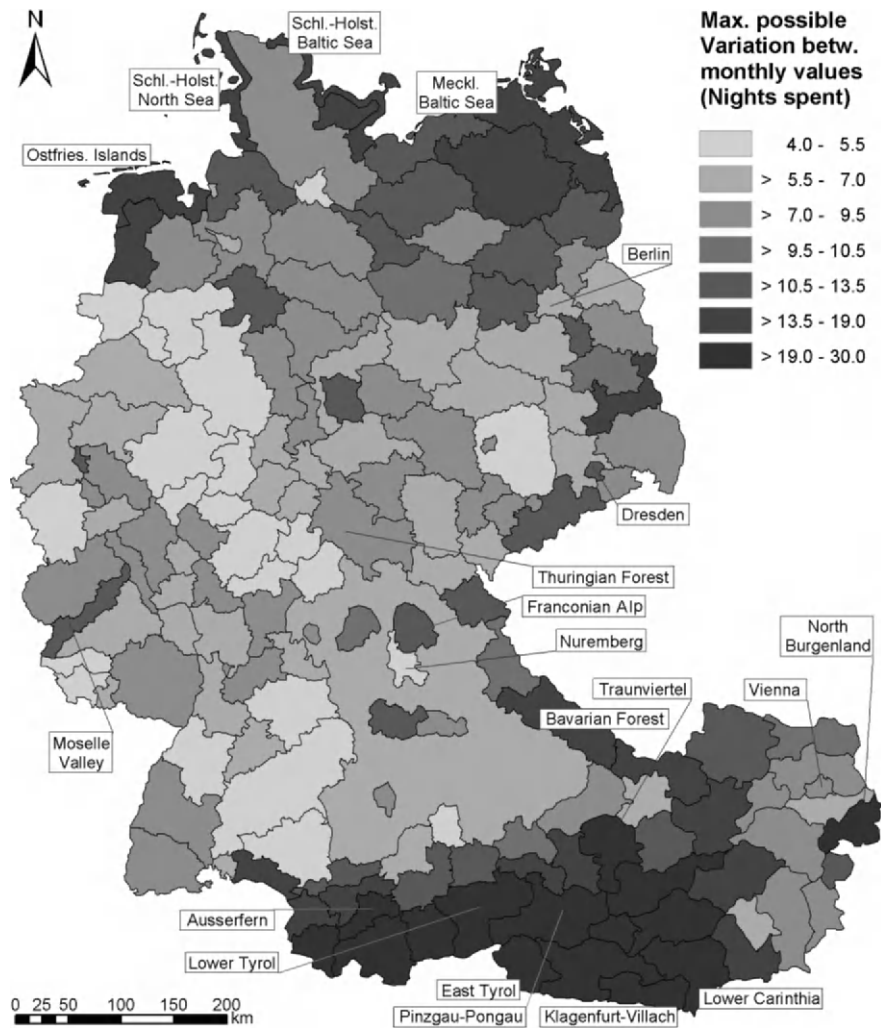 N
Schl.-Holst.
Baltic Sea
Schl.-Holst.
North Sea
Meckl.
Baltic Sea
Ostfries. Islands
Max. possible
Variation betw.
monthly values
(Nights spent)
4.0 - 5.5
> 5.5 - 7.0
> 7.0 - 9.5
> 9.5 - 10.5
> 10.5 - 13.5
> 13.5 - 19.0
> 19.0 - 30.0
Berlin
Dresden
Thuringian Forest
Franconian Alp
Nuremberg
North
Burgenland
Traunviertel
Vienna
Bavarian Forest
Moselle
Valley
Ausserfern
Lower Tyrol
East Tyrol
Lower Carinthia
Pinzgau-Pongau
Klagenfurt-Villach
0 25 50 100 150 200
km